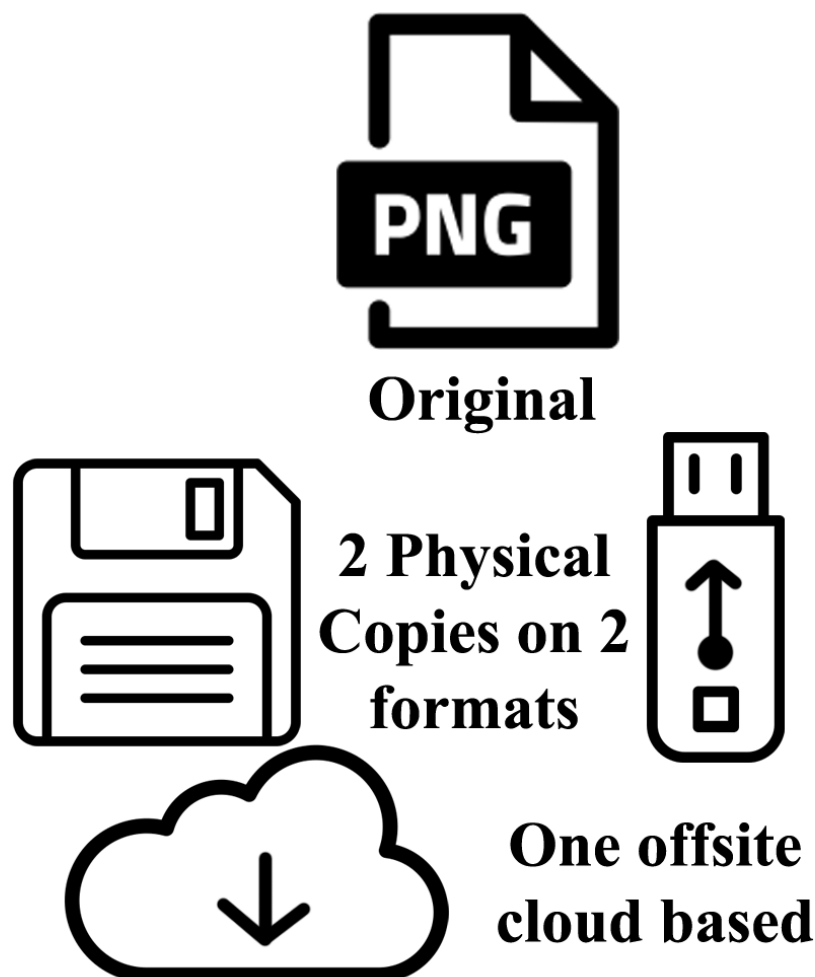 PNG
Original
2 Physical
Copies on 2
formats
One offsite
cloud based